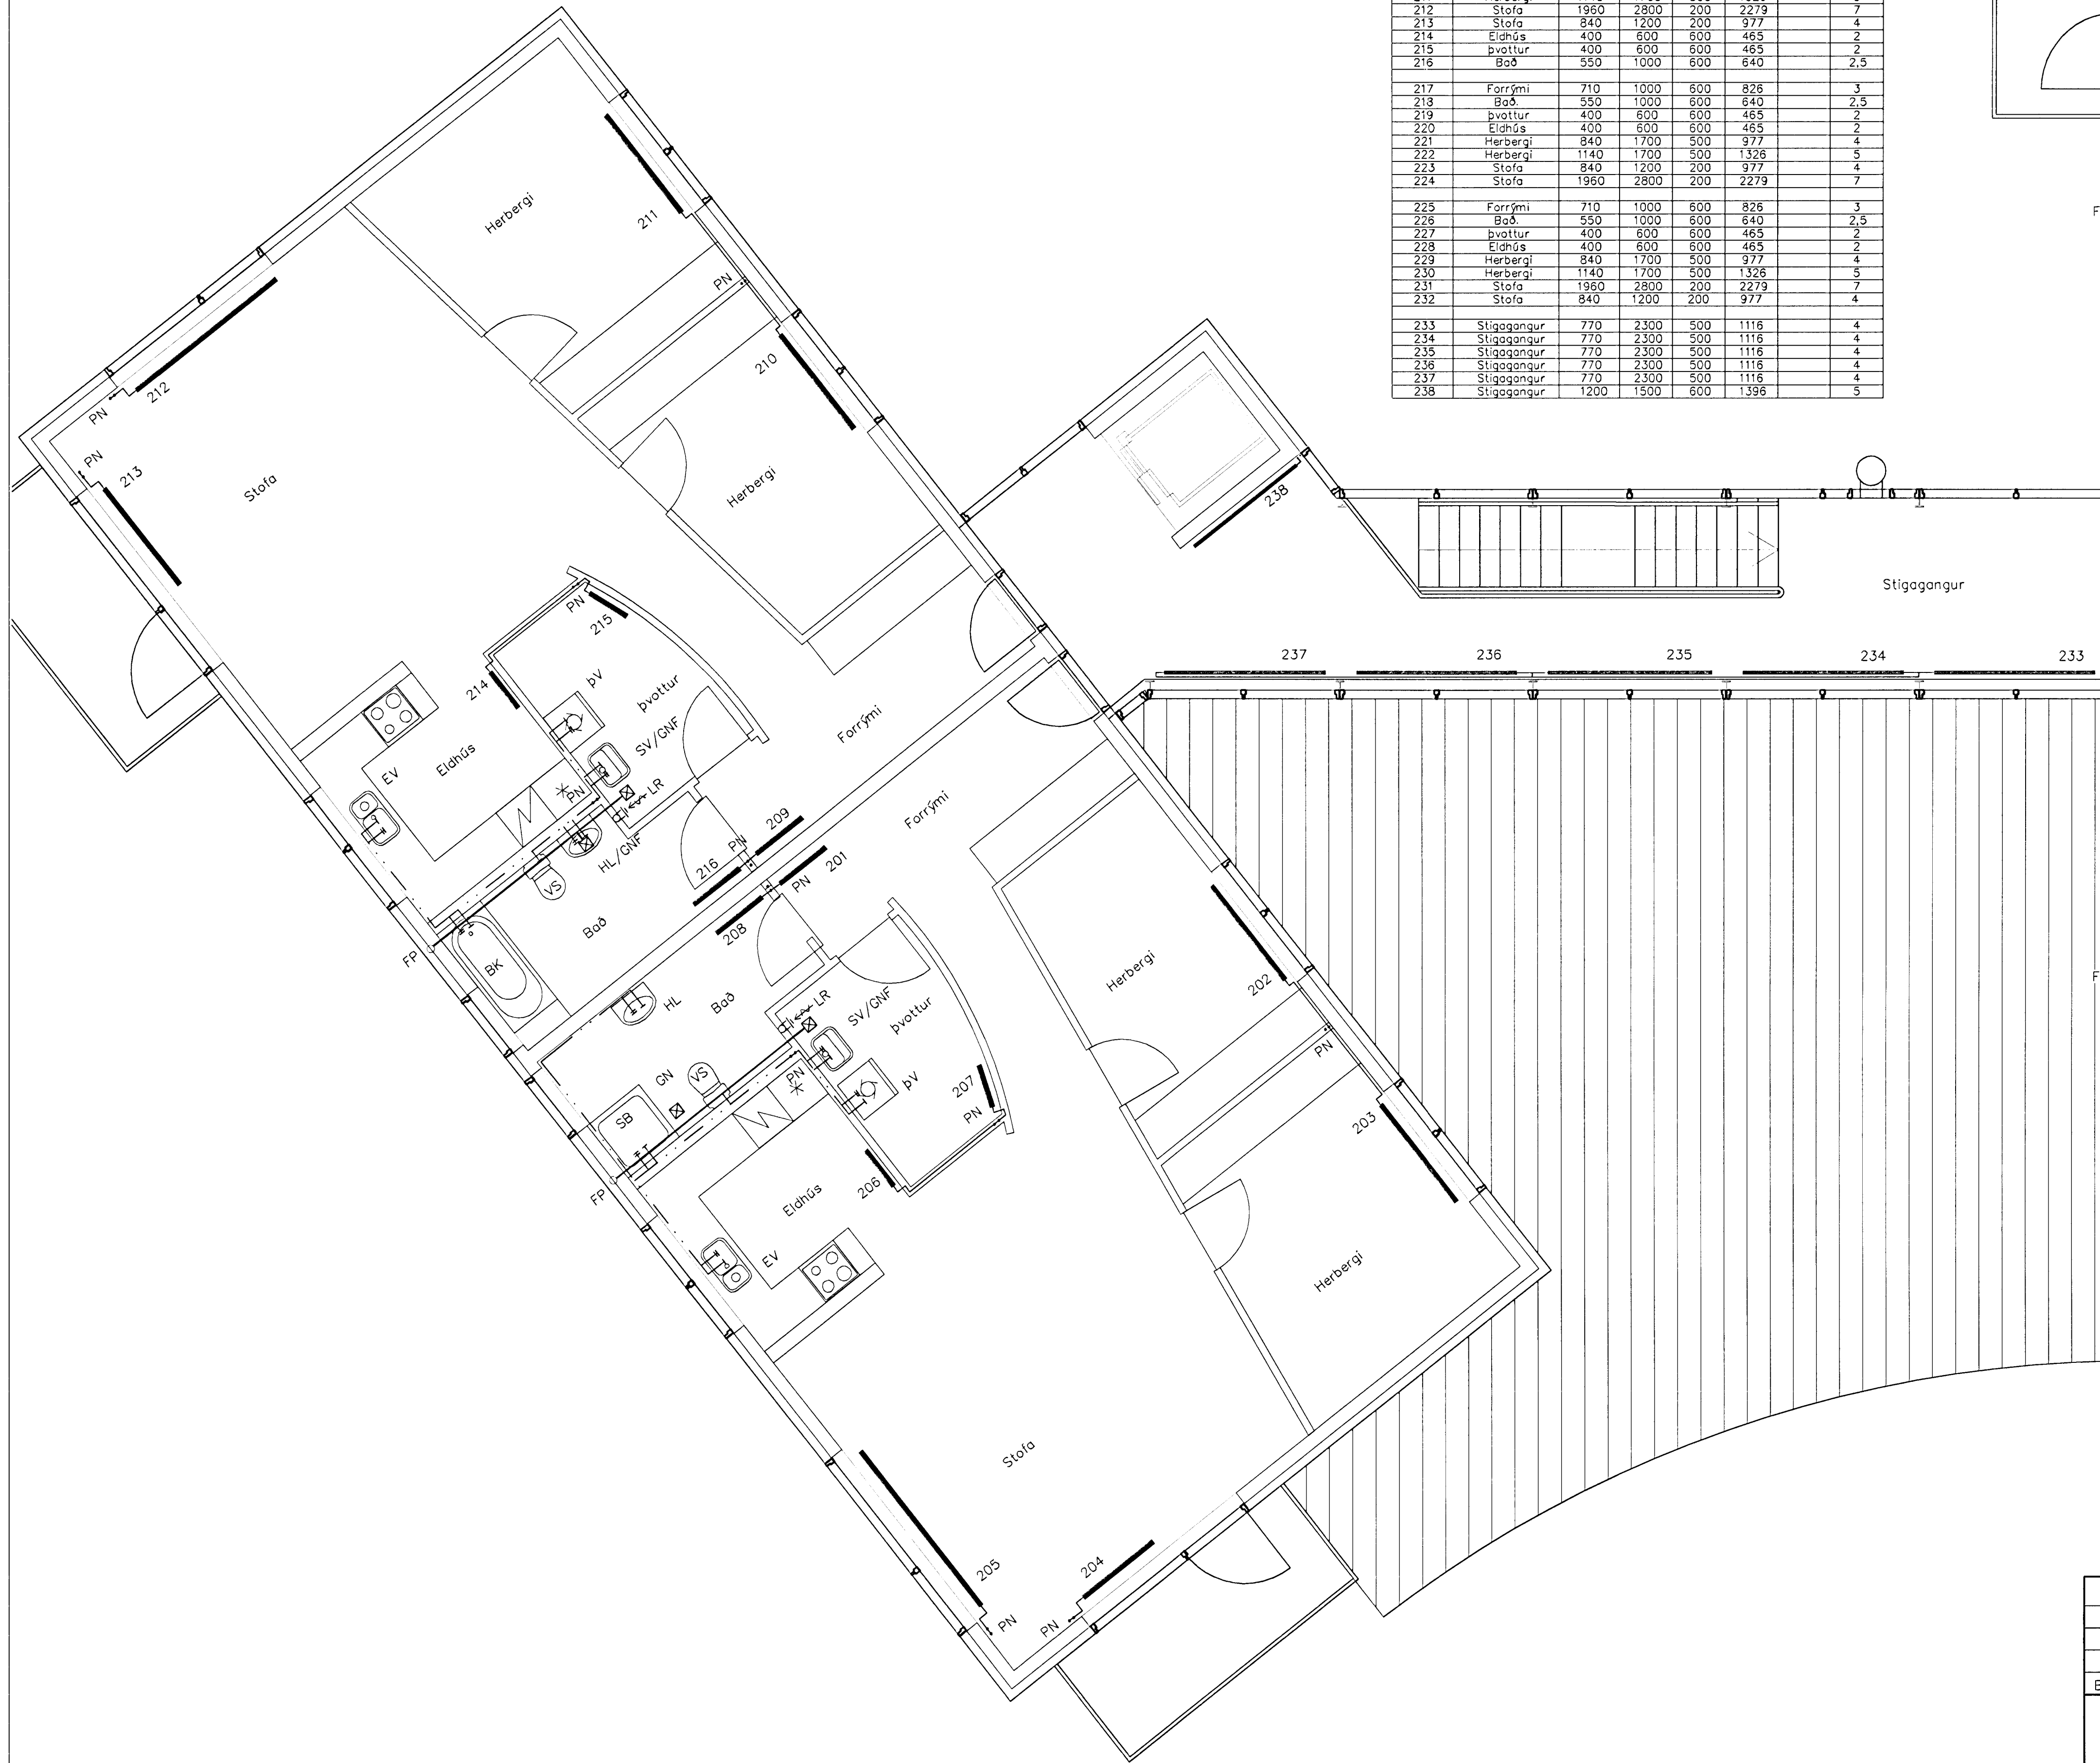 212 Stofa 1960 2800 200 2279 7
213 Stofa 840 1200 200 977 4
214 Eldhús 400 600 600 465 2
215 Þvottur 400 600 600 465 2
216 Bað 550 1000 600 640 2,5
217 Forrými 710 1000 600 826 3
218 Bað. 550 1000 600 640 2,5
219 Þvottur 400 600 600 465 2
220 Eldhús 400 600 600 465 2
221 Herbergi 840 1700 500 977 4
222 Herbergi 1140 1700 500 1326 5
223 Stofa 840 1200 200 977 4
224 Stofa 1960 2800 200 2279 7
225 Forrými 710 1000 600 826 3
226 Bað. 550 1000 600 640 2,5
227 Þvottur 400 600 600 465 2
228 Eldhús 400 600 600 465 2
229 Herbergi 840 1700 500 977 4
230 Herbergi 1140 1700 500 1326 5
231 Stofa 1960 2800 200 2279 7
232 Stofa 840 1200 200 977 4
233 Stigagangur 770 2300 500 1116 4
234 Stigagangur 770 2300 500 1116 4
235 Stigagangur 770 2300 500 1116 4
236 Stigagangur 770 2300 500 1116 4
237 Stigagangur 770 2300 500 1116 4
238 Stigagangur 1200 1500 600 1396 5
Herbergi
211
PN
210
212
PN
PN
213
Stofa
Herbergi
238
Stigagangur
237
236
235
234
233
PN
215
214
ÞV
Þvottur
SV/GNF
Forrými
Eldhús
EV
PN
LR
HL/GNF
VS
209
PN
216
201
PN
208
Forrými
Bað
BK
FP
HL
Bað
LR
SV/GNF
Þvottur
Herbergi
202
PN
GN
VS
PN
ÞV
207
PN
SB
203
FP
206
Eldhús
EV
Herbergi
Stofa
205
204
PN
PN
F
F